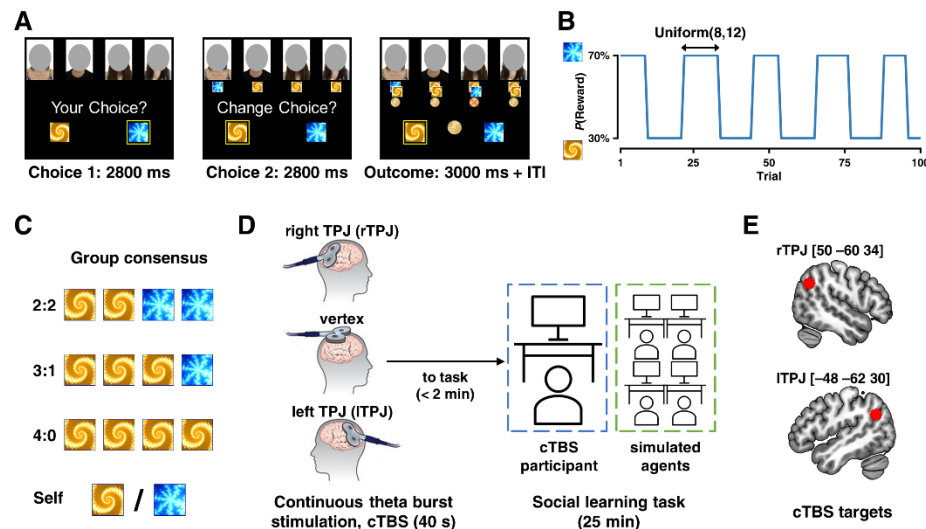 A
Your Choice?
Choice 1: 2800 ms
Change Choice?
Choice 2: 2800 ms
Outcome: 3000 ms + ITI
B
Uniform(8,12)
70%
P(Reward)
30%
1
25
50
75
100
Trial
C
Group consensus
2:2
3:1
4:0
Self
/
D
right TPJ (rTPJ)
vertex
left TPJ (lTPJ)
Continuous theta burst
stimulation, cTBS (40 s)
to task
(< 2 min)
cTBS
participant
simulated
agents
Social learning task
(25 min)
E
rTPJ [50 –60 34]
lTPJ [–48 –62 30]
cTBS targets